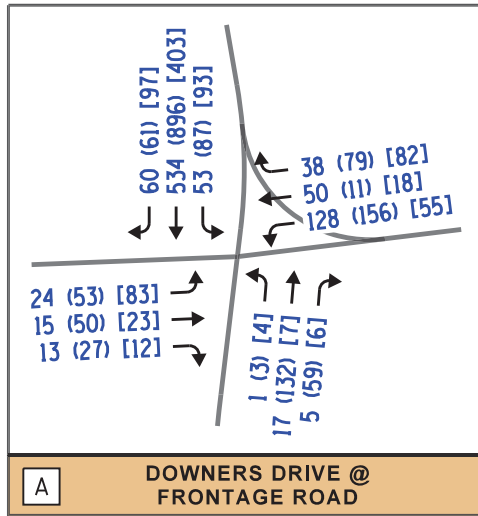 60 (61) [97]
534 (896) [403]
53 (87) [93]
38 (79) [82]
50 (11) [18]
128 (156) [55]
24 (53) [83]
15 (50) [23]
13 (27) [12]
1 (3) [4]
17 (132) [7]
5 (59) [6]
A
DOWNERS DRIVE @
FRONTAGE ROAD